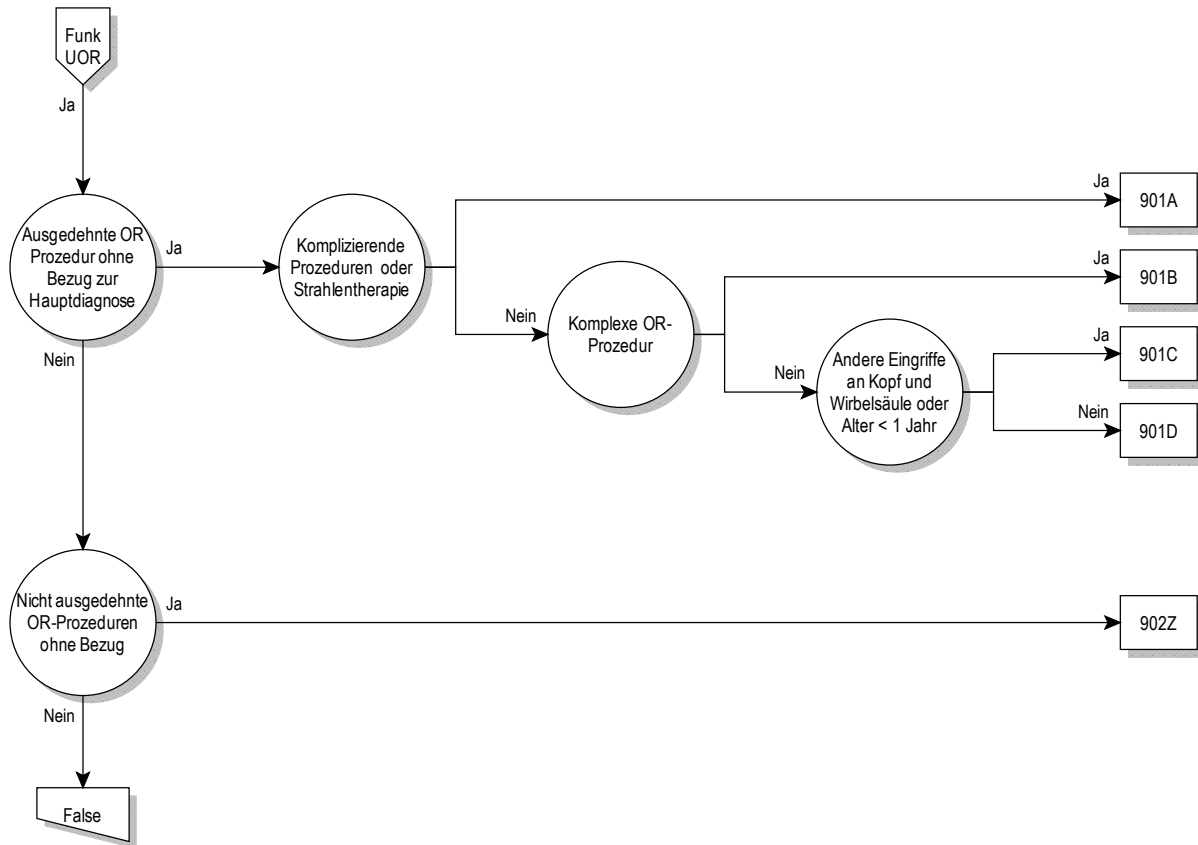 Funk
UOR
Ja
Ausgedehnte OR
Prozedur ohne
Bezug zur
Hauptdiagnose
Ja
Komplizierende
Prozeduren oder
Strahlentherapie
Ja
901A
Nein
Komplexe OR-
Prozedur
Ja
901B
Nein
Andere Eingriffe
an Kopf und
Wirbelsäule oder
Alter < 1 Jahr
Ja
901C
Nein
901D
Nein
Nicht ausgedehnte
OR-Prozeduren
ohne Bezug
Ja
902Z
Nein
False